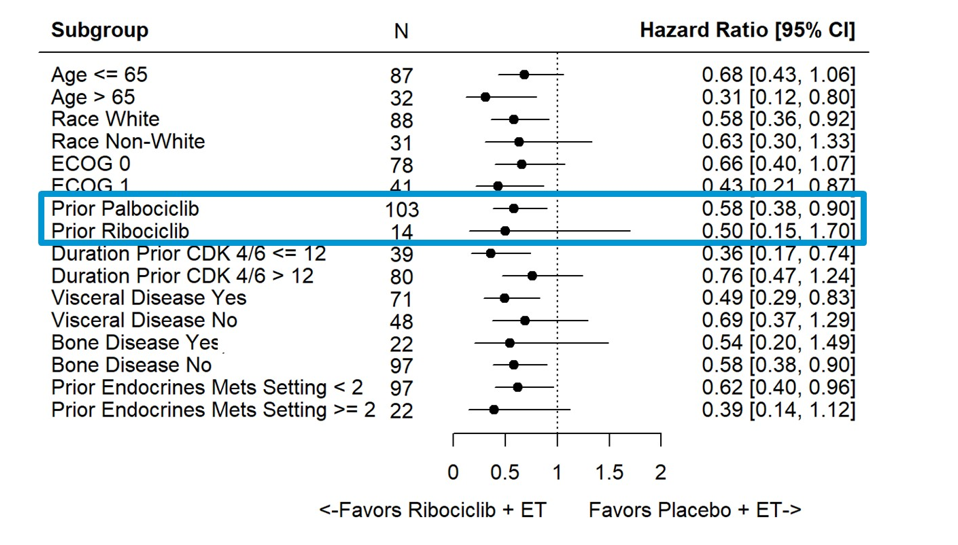 Subgroup N Hazard Ratio [95% CI]
Age <= 65 87 0.68 [0.43, 1.06]
Age > 65 32 0.31 [0.12, 0.80]
Race White 88 0.58 [0.36, 0.92]
Race Non-White 31 0.63 [0.30, 1.33]
ECOG 0 78 0.66 [0.40, 1.07]
ECOG 1 41 0.43 [0.21, 0.87]
Prior Palbociclib 103 0.58 [0.38, 0.90]
Prior Ribociclib 14 0.50 [0.15, 1.70]
Duration Prior CDK 4/6 <= 12 39 0.36 [0.17, 0.74]
Duration Prior CDK 4/6 > 12 80 0.76 [0.47, 1.24]
Visceral Disease Yes 71 0.49 [0.29, 0.83]
Visceral Disease No 48 0.69 [0.37, 1.29]
Bone Disease Yes 22 0.54 [0.20, 1.49]
Bone Disease No 97 0.58 [0.38, 0.90]
Prior Endocrines Mets Setting < 2 97 0.62 [0.40, 0.96]
Prior Endocrines Mets Setting >= 2 22 0.39 [0.14, 1.12]
0 0.5 1 1.5 2
<-Favors Ribociclib + ET Favors Placebo + ET->